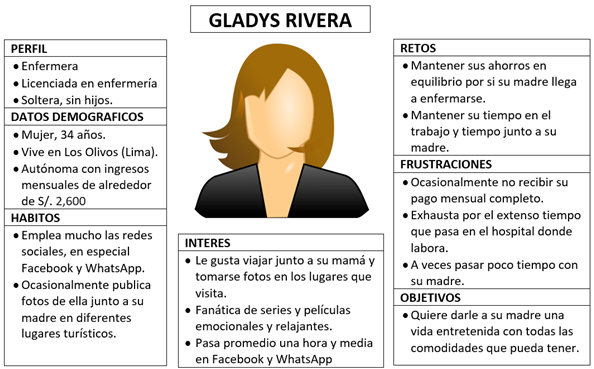 GLADYS RIVERA
PERFIL
• Enfermera
• Licenciada en enfermería
• Soltera, sin hijos.
DATOS DEMOGRAFICOS
• Mujer, 34 años.
• Vive en Los Olivos (Lima).
• Autónoma con ingresos
mensuales de alrededor
de S/. 2,600
HABITOS
• Emplea mucho las redes
sociales, en especial
Facebook y WhatsApp.
• Ocasionalmente publica
fotos de ella junto a su
madre en diferentes
lugares turísticos.
INTERES
• Le gusta viajar junto a su mamá y
tomarse fotos en los lugares que
visita.
• Fanática de series y películas
emocionales y relajantes.
• Pasa promedio una hora y media
en Facebook y WhatsApp
RETOS
• Mantener sus ahorros en
equilibrio por si su madre llega
a enfermarse.
• Mantener su tiempo en el
trabajo y tiempo junto a su
madre.
FRUSTRACIONES
• Ocasionalmente no recibir su
pago mensual completo.
• Exhausta por el extenso tiempo
que pasa en el hospital donde
labora.
• A veces pasar poco tiempo con
su madre.
OBJETIVOS
• Quiere darle a su madre una
vida entretenida con todas las
comodidades que pueda tener.